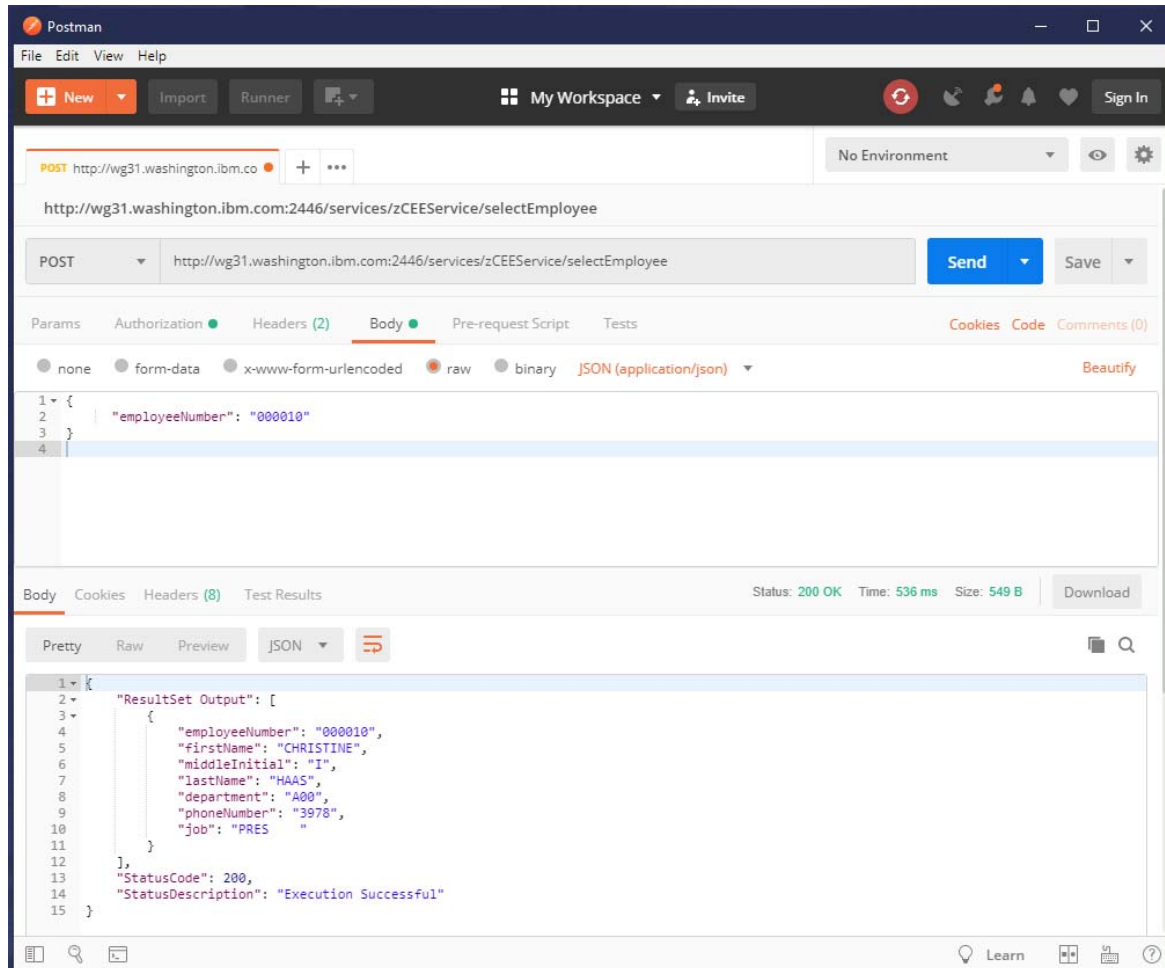 Postman
File Edit View Help
New Import Runner My Workspace Invite Sign In
POST http://wg31.washington.ibm.co + ••• No Environment
http://wg31.washington.ibm.com:2446/services/zCEEService/selectEmployee
POST http://wg31.washington.ibm.com:2446/services/zCEEService/selectEmployee Send Save
Params Authorization Headers (2) Body Pre-request Script Tests Cookies Code Comments (0)
none form-data x-www-form-urlencoded raw binary JSON (application/json) Beautify
1 {
2 "employeeNumber": "000010"
3 }
4
Body Cookies Headers (8) Test Results Status: 200 OK Time: 536 ms Size: 549 B Download
Pretty Raw Preview JSON
1 {
2 "ResultSet Output": [
3 {
4 "employeeNumber": "000010",
5 "firstName": "CHRISTINE",
6 "middleInitial": "I",
7 "lastName": "HAAS",
8 "department": "A00",
9 "phoneNumber": "3978",
10 "job": "PRES    "
11 }
12 ],
13 "StatusCode": 200,
14 "StatusDescription": "Execution Successful"
15 }
Learn